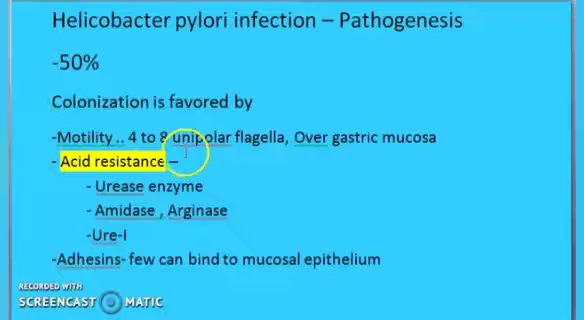 Helicobacter pylori infection – Pathogenesis
-50%
Colonization is favored by
-Motility .. 4 to 8 unipolar flagella, Over gastric mucosa
- Acid resistance –
- Urease enzyme
- Amidase , Arginase
-Ure-I
-Adhesins- few can bind to mucosal epithelium
RECORDED WITH
SCREENCAST MATIC